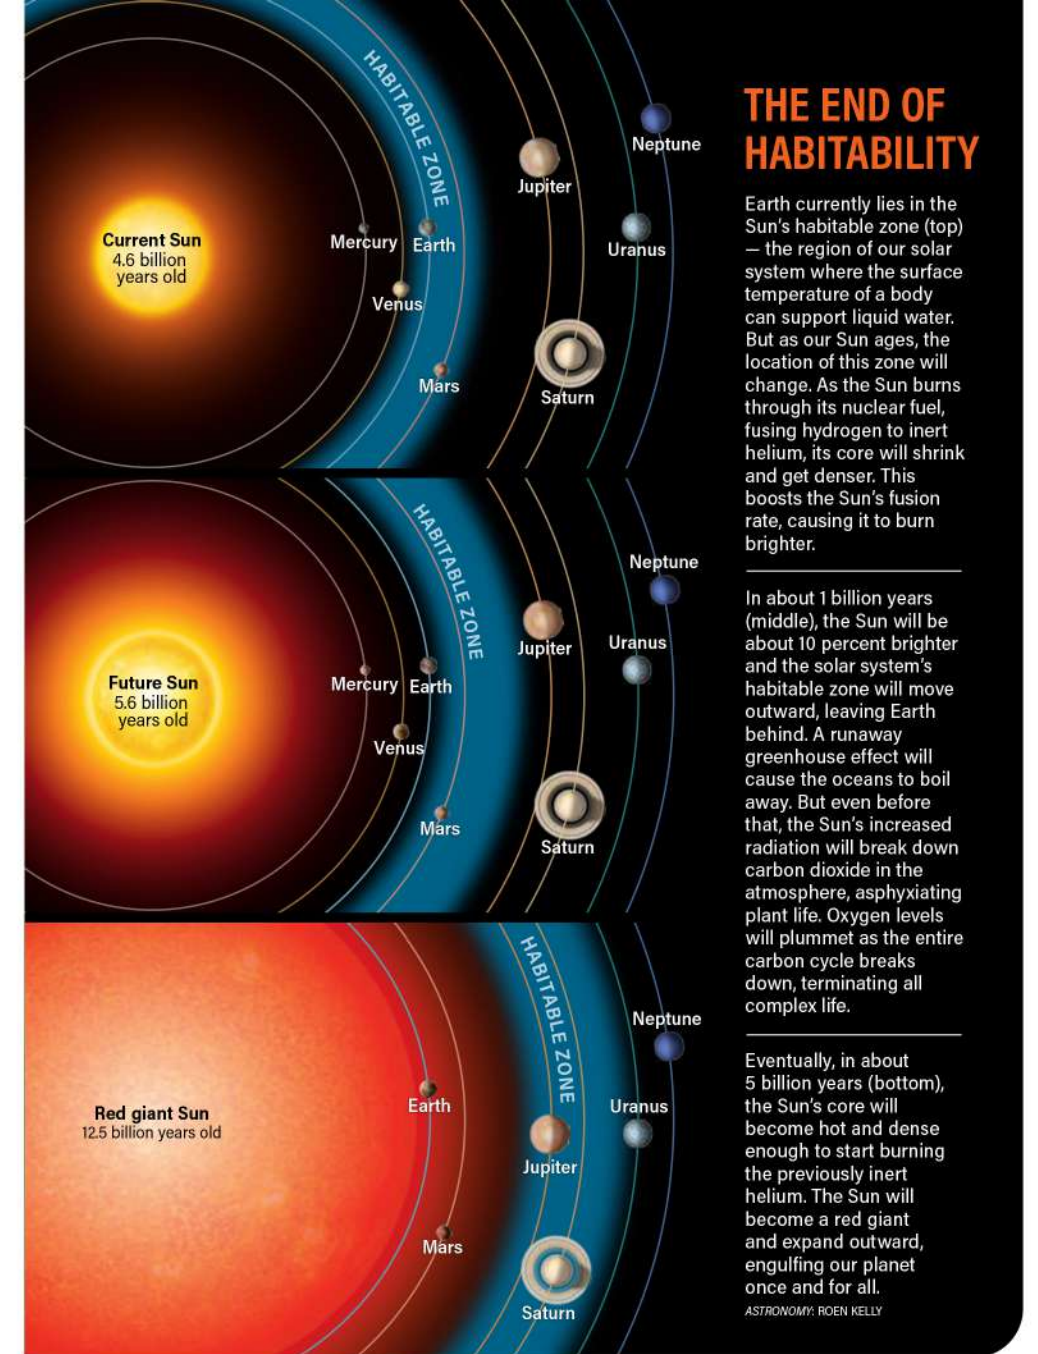 HABITABLE ZONE
Neptune
Jupiter
Current Sun
4.6 billion
years old
Mercury
Earth
Uranus
Venus
Mars
Saturn
THE END OF
HABITABILITY
Earth currently lies in the
Sun's habitable zone (top)
— the region of our solar
system where the surface
temperature of a body
can support liquid water.
But as our Sun ages, the
location of this zone will
change. As the Sun burns
through its nuclear fuel,
fusing hydrogen to inert
helium, its core will shrink
and get denser. This
boosts the Sun's fusion
rate, causing it to burn
brighter.
HABITABLE ZONE
Neptune
Uranus
Jupiter
Future Sun
5.6 billion
years old
Mercury
Earth
Venus
Mars
Saturn
In about 1 billion years
(middle), the Sun will be
about 10 percent brighter
and the solar system's
habitable zone will move
outward, leaving Earth
behind. A runaway
greenhouse effect will
cause the oceans to boil
away. But even before
that, the Sun's increased
radiation will break down
carbon dioxide in the
atmosphere, asphyxiating
plant life. Oxygen levels
will plummet as the entire
carbon cycle breaks
down, terminating all
complex life.
HABITABLE ZONE
Neptune
Red giant Sun
12.5 billion years old
Earth
Uranus
Jupiter
Mars
Saturn
Eventually, in about
5 billion years (bottom),
the Sun's core will
become hot and dense
enough to start burning
the previously inert
helium. The Sun will
become a red giant
and expand outward,
engulfing our planet
once and for all.
ASTRONOMY: ROEN KELLY